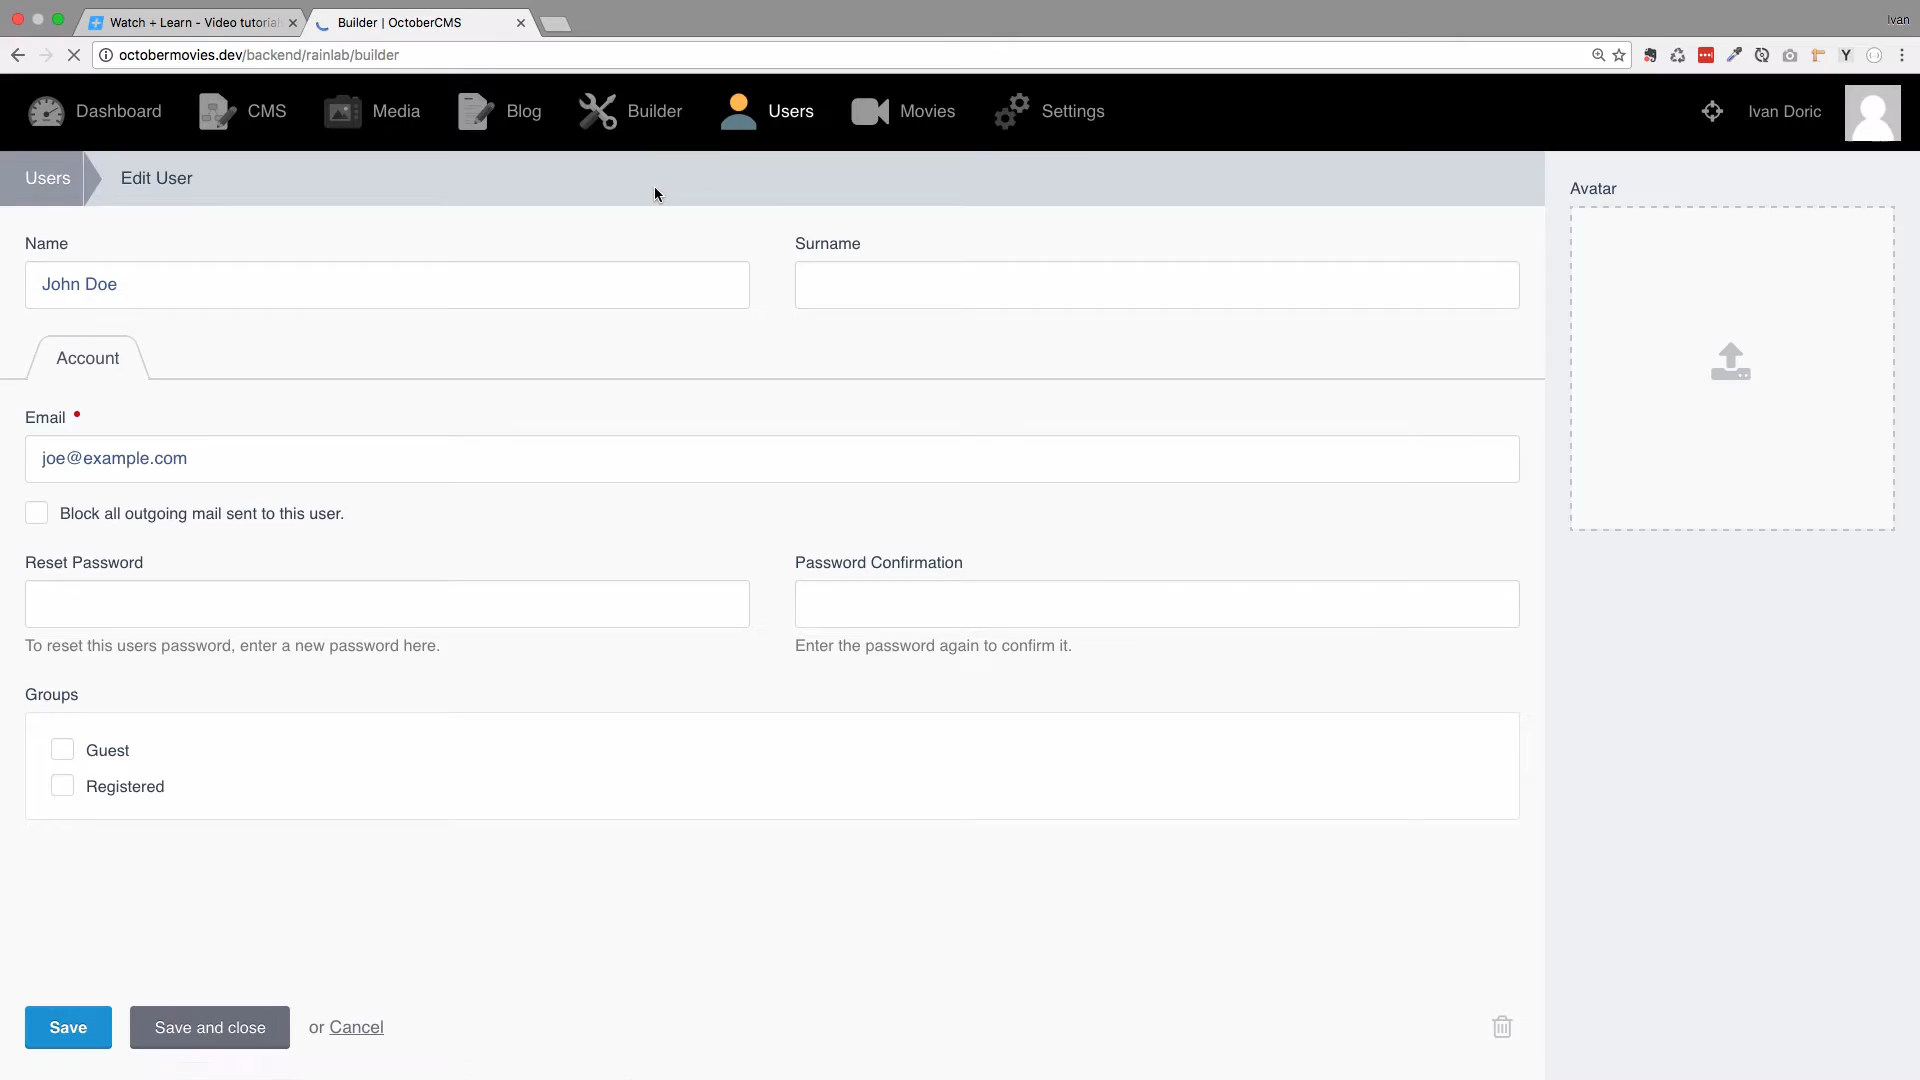 Watch + Learn - Video tutorial
Builder | OctoberCMS
Ivan
octobermovies.dev/backend/rainlab/builder
Y
Dashboard
CMS
Media
Blog
Builder
Users
Movies
Settings
Ivan Doric
Users
Edit User
Avatar
Name
Surname
John Doe
Account
Email
joe@example.com
Block all outgoing mail sent to this user.
Reset Password
Password Confirmation
To reset this users password, enter a new password here.
Enter the password again to confirm it.
Groups
Guest
Registered
Save
Save and close
or Cancel